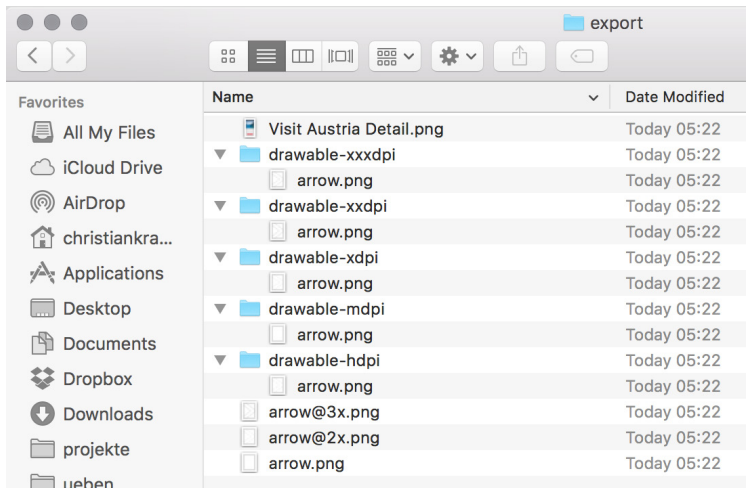 export
Favorites
All My Files
iCloud Drive
AirDrop
christiankra...
Applications
Desktop
Documents
Dropbox
Downloads
projekte
ueben
Name Date Modified
Visit Austria Detail.png Today 05:22
drawable-xxxdpi Today 05:22
arrow.png Today 05:22
drawable-xxdpi Today 05:22
arrow.png Today 05:22
drawable-xdpi Today 05:22
arrow.png Today 05:22
drawable-mdpi Today 05:22
arrow.png Today 05:22
drawable-hdpi Today 05:22
arrow.png Today 05:22
arrow@3x.png Today 05:22
arrow@2x.png Today 05:22
arrow.png Today 05:22